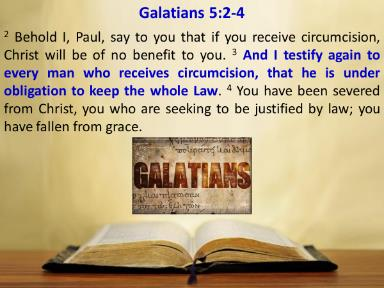 Galatians 5:2-4
2 Behold I, Paul, say to you that if you receive circumcision,
Christ will be of no benefit to you. 3 And I testify again to
every man who receives circumcision, that he is under
obligation to keep the whole Law. 4 You have been severed
from Christ, you who are seeking to be justified by law; you
have fallen from grace.
GALATIANS